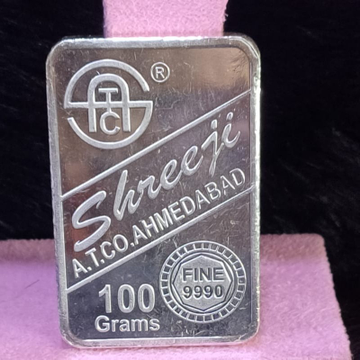 ATC
®
Shreeji
A.T.CO.AHMEDABAD
100
Grams
FINE
9990